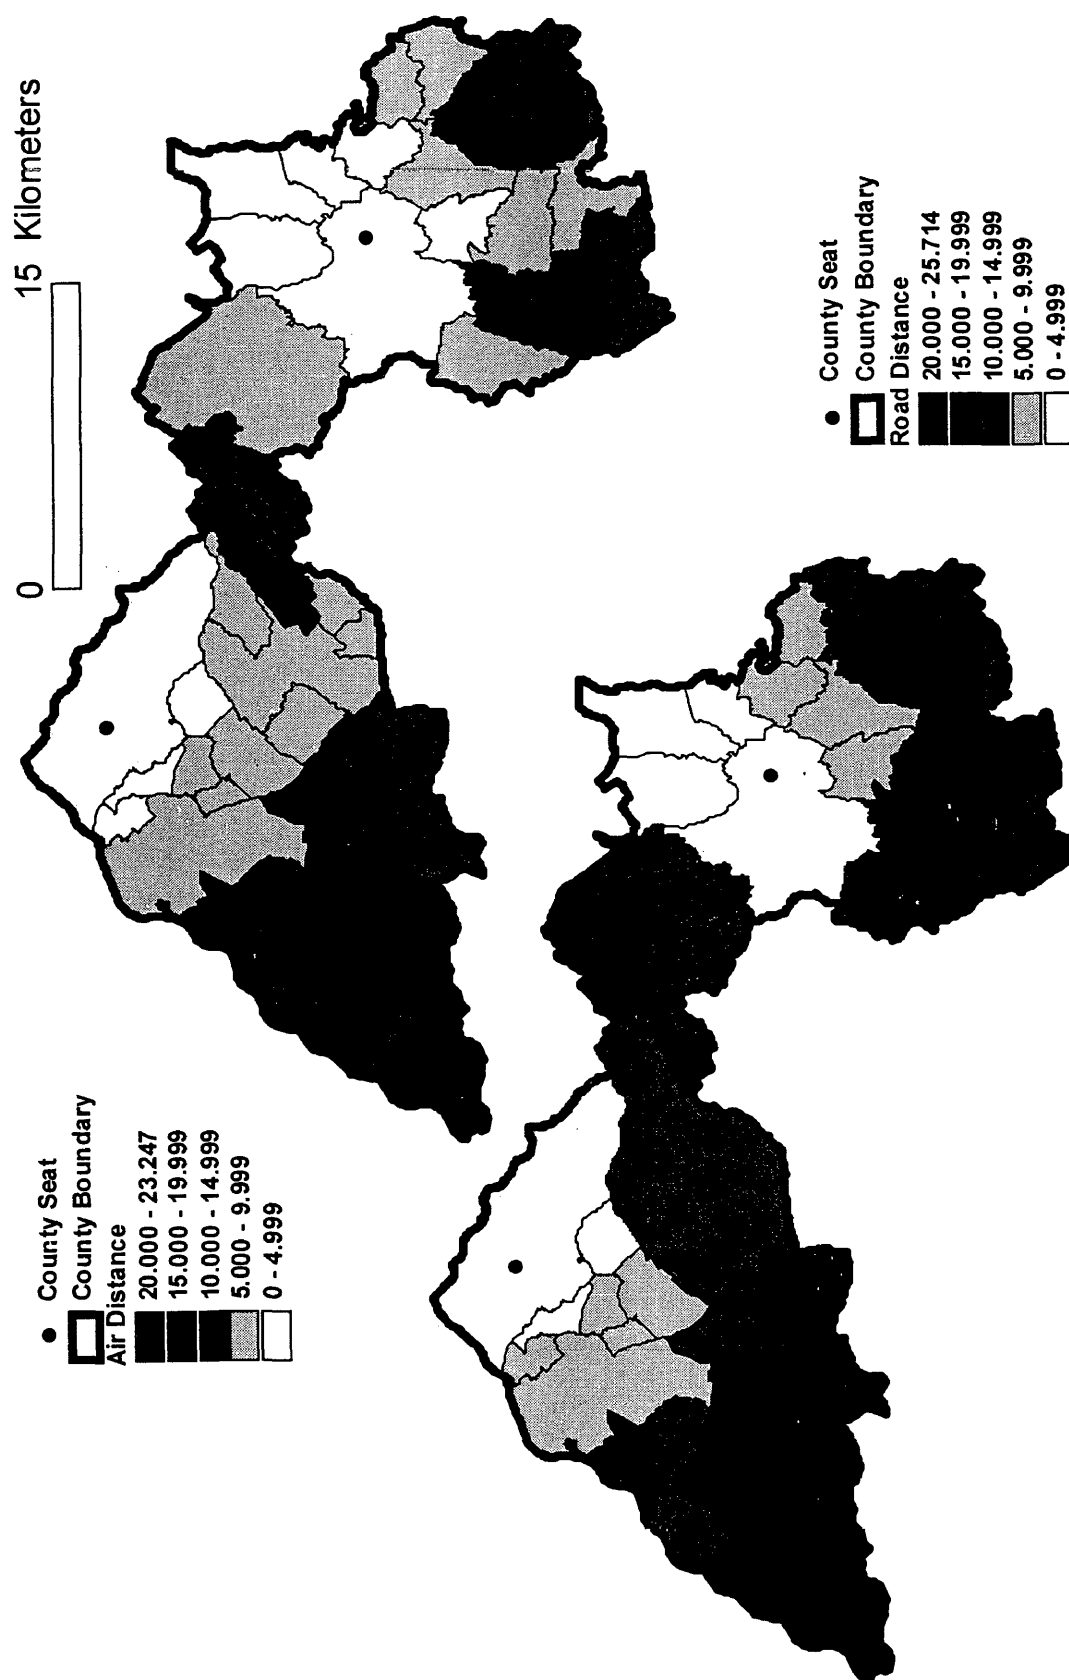 0 15 Kilometers
County Seat
County Boundary
Air Distance
20.000 - 23.247
15.000 - 19.999
10.000 - 14.999
5.000 - 9.999
0 - 4.999
County Seat
County Boundary
Road Distance
20.000 - 25.714
15.000 - 19.999
10.000 - 14.999
5.000 - 9.999
0 - 4.999